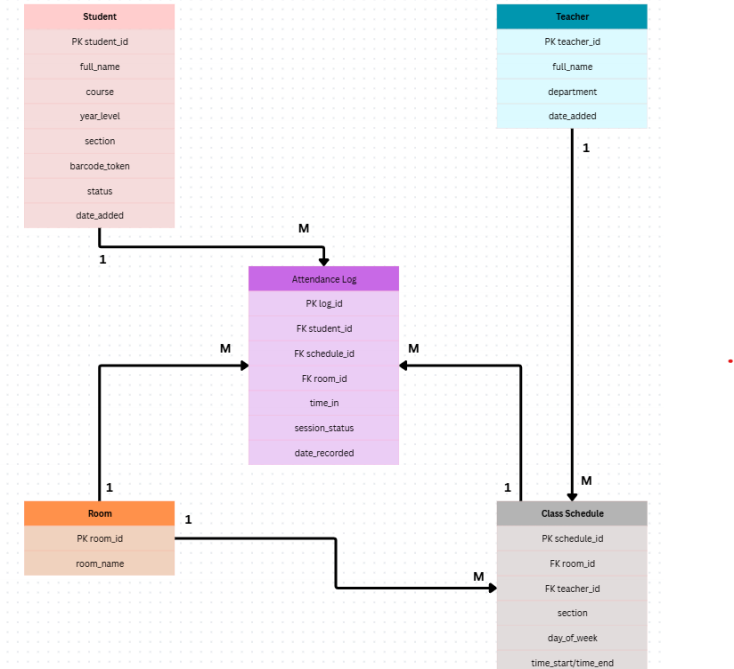 Student
PK student_id
full_name
course
year_level
section
barcode_token
status
date_added
Teacher
PK teacher_id
full_name
department
date_added
1
M
1
Attendance Log
PK log_id
FK student_id
FK schedule_id
FK room_id
time_in
session_status
date_recorded
M
M
1
1
M
Room
PK room_id
room_name
1
M
Class Schedule
PK schedule_id
FK room_id
FK teacher_id
section
day_of_week
time_start/time_end